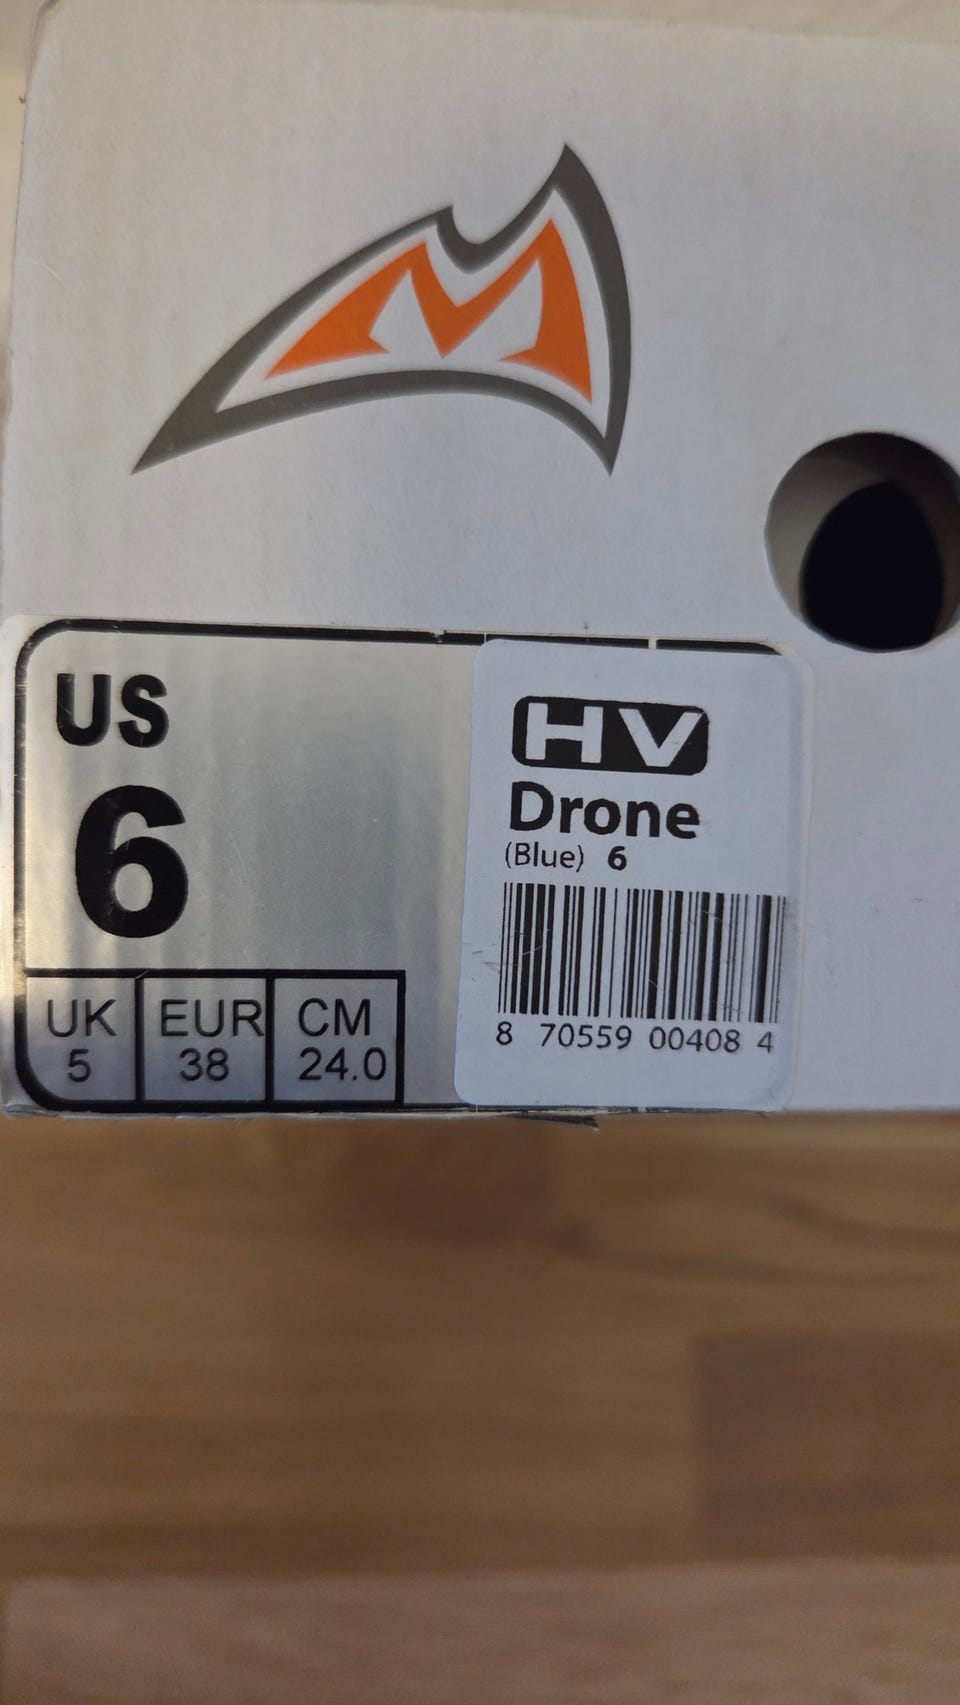 M
US
6
UK EUR CM
5 38 24.0
HV
Drone
(Blue) 6
8 70559 00408 4